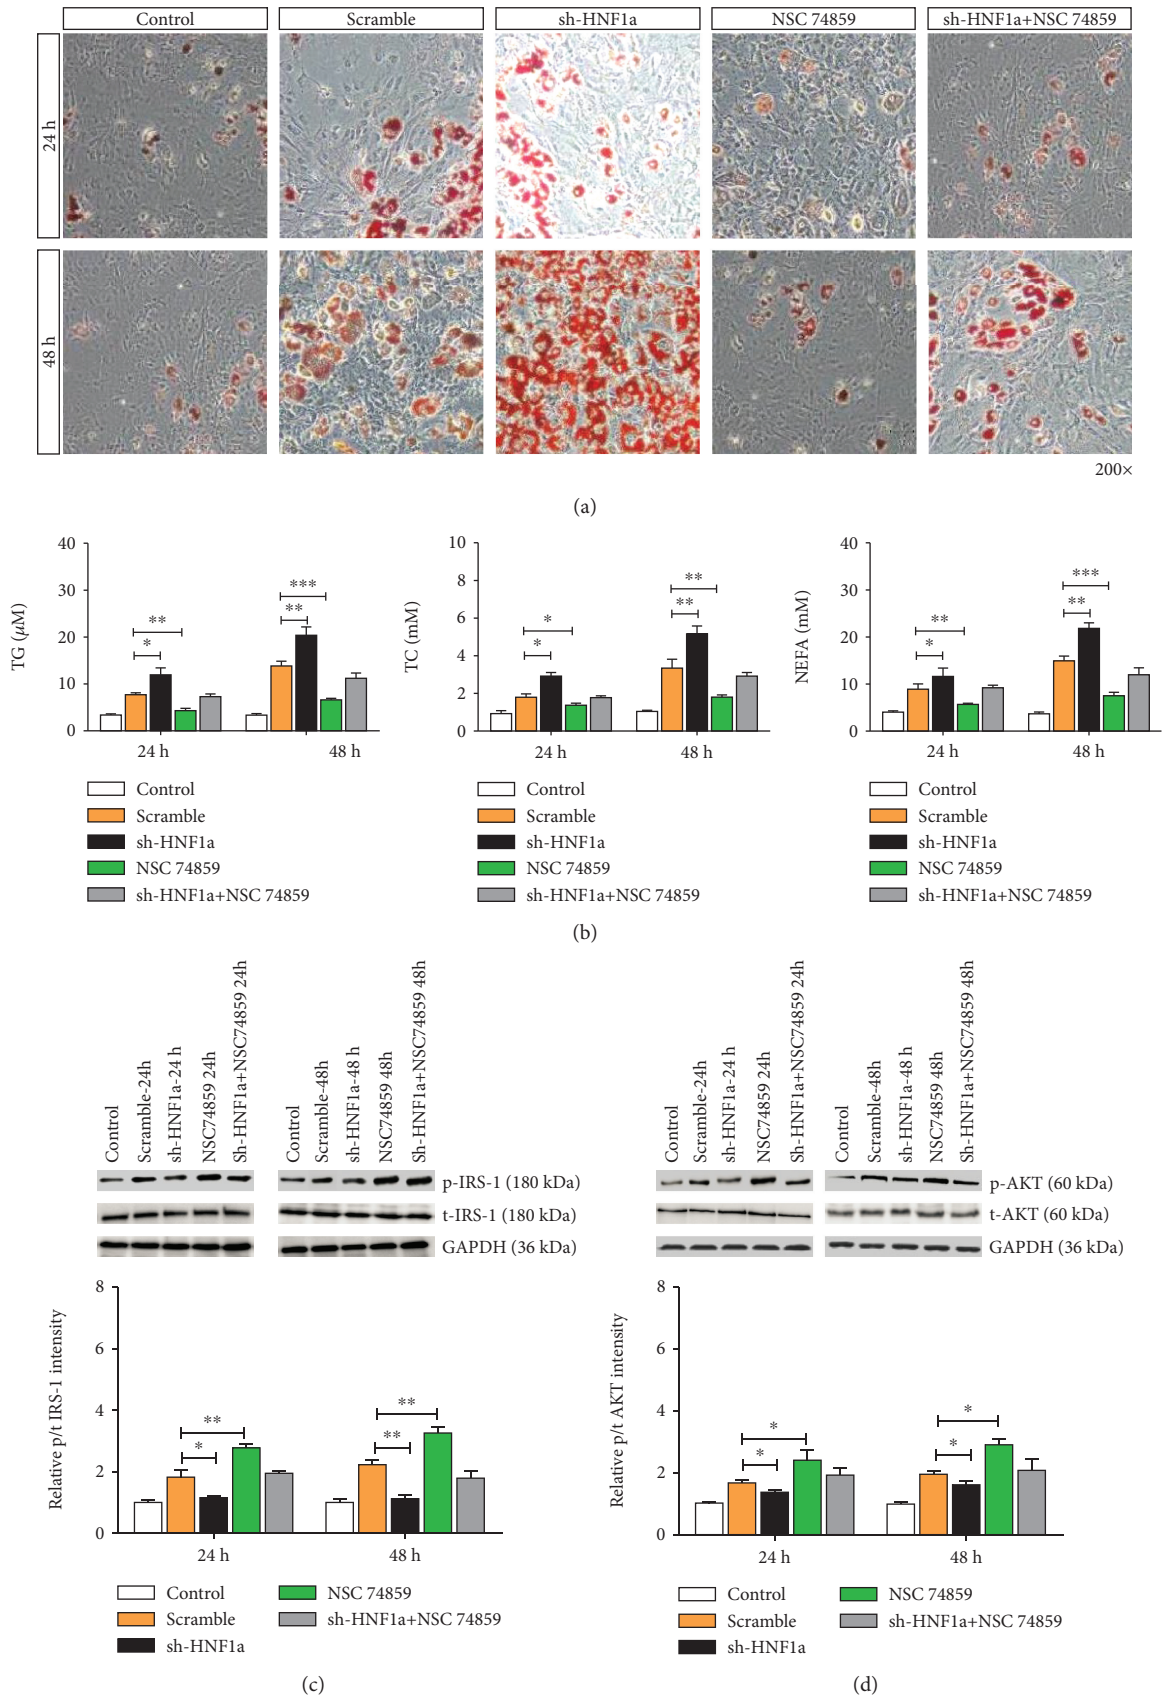 Control Scramble sh-HNF1a NSC 74859 sh-HNF1a+NSC 74859
24 h
48 h
200×
(a)
40
30
20
10
0
TG (μM)
* ** ** ***
24 h 48 h
Control
Scramble
sh-HNF1a
NSC 74859
sh-HNF1a+NSC 74859
10
8
6
4
2
0
TC (mM)
* * ** **
24 h 48 h
Control
Scramble
sh-HNF1a
NSC 74859
sh-HNF1a+NSC 74859
40
30
20
10
0
NEFA (mM)
* ** ** ***
24 h 48 h
Control
Scramble
sh-HNF1a
NSC 74859
sh-HNF1a+NSC 74859
(b)
Control
Scramble-24h
sh-HNF1a-24 h
NSC74859 24h
Sh-HNF1a+NSC74859 24h
Control
Scramble-48h
sh-HNF1a-48 h
NSC74859 48h
Sh-HNF1a+NSC74859 48h
p-IRS-1 (180 kDa)
t-IRS-1 (180 kDa)
GAPDH (36 kDa)
8
6
4
2
0
Relative p/t IRS-1 intensity
* ** ** **
24 h 48 h
Control
Scramble
sh-HNF1a
NSC 74859
sh-HNF1a+NSC 74859
(c)
Control
Scramble-24h
sh-HNF1a-24 h
NSC74859 24h
Sh-HNF1a+NSC74859 24h
Control
Scramble-48h
sh-HNF1a-48 h
NSC74859 48h
Sh-HNF1a+NSC74859 48h
p-AKT (60 kDa)
t-AKT (60 kDa)
GAPDH (36 kDa)
8
6
4
2
0
Relative p/t AKT intensity
* * * *
24 h 48 h
Control
Scramble
sh-HNF1a
NSC 74859
sh-HNF1a+NSC 74859
(d)